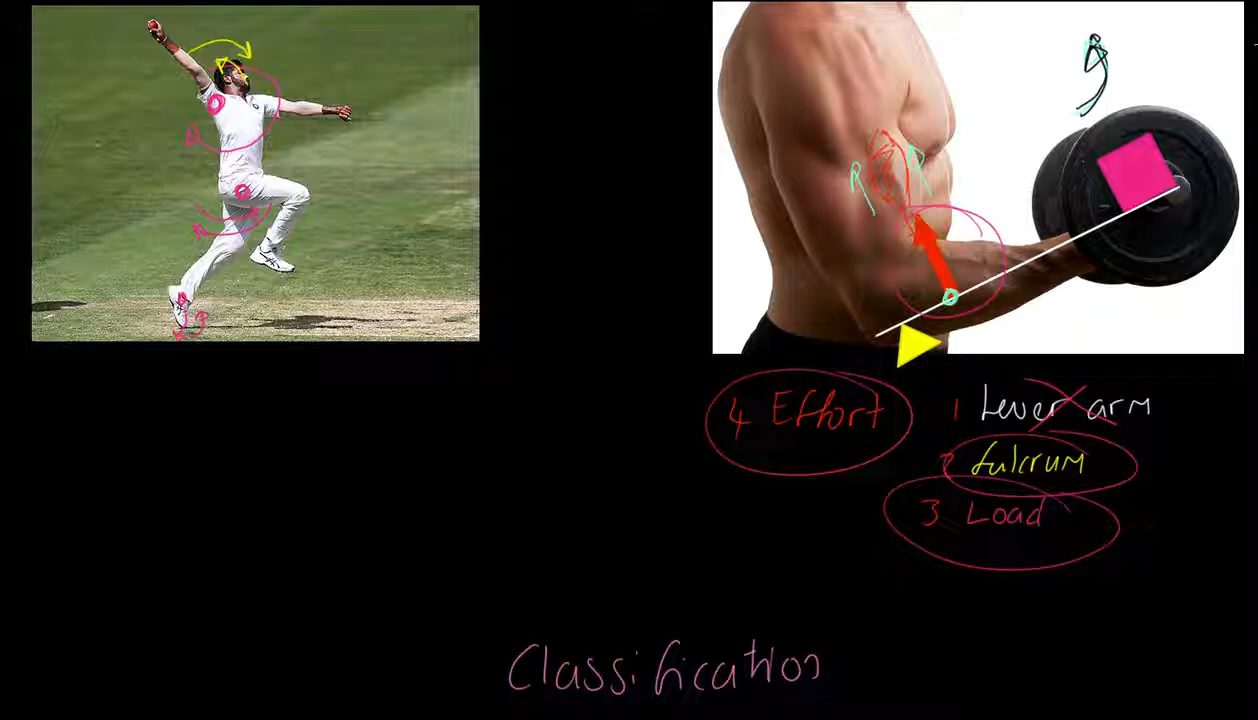 4 Effort
1 Lever arm
2 fulcrum
3 Load
Classification